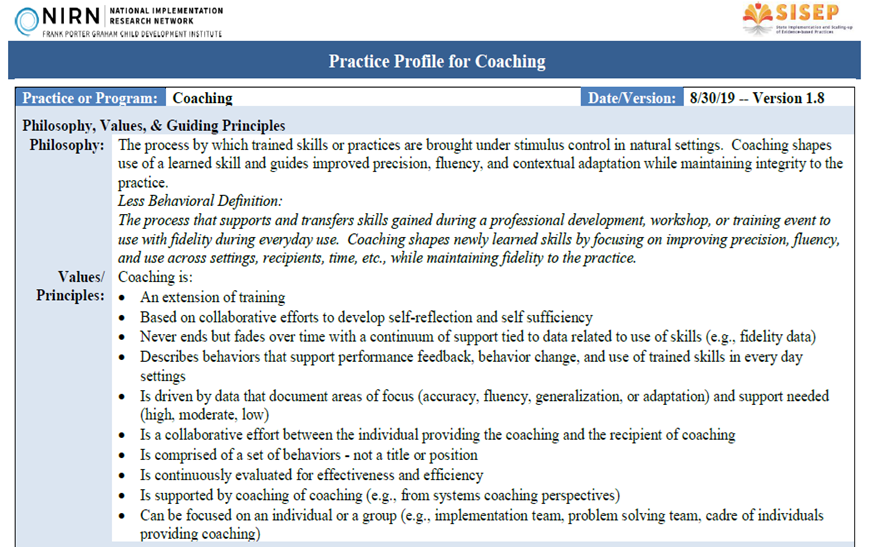 NIRN NATIONAL IMPLEMENTATION
RESEARCH NETWORK
FRANK PORTER GRAHAM CHILD DEVELOPMENT INSTITUTE
SISEP
State Implementation and Scaling-up
of Evidence-based Practices
Practice Profile for Coaching
Practice or Program: Coaching Date/Version: 8/30/19 -- Version 1.8
Philosophy, Values, & Guiding Principles
Philosophy: The process by which trained skills or practices are brought under stimulus control in natural settings. Coaching shapes
use of a learned skill and guides improved precision, fluency, and contextual adaptation while maintaining integrity to the
practice.
Less Behavioral Definition:
The process that supports and transfers skills gained during a professional development, workshop, or training event to
use with fidelity during everyday use. Coaching shapes newly learned skills by focusing on improving precision, fluency,
and use across settings, recipients, time, etc., while maintaining fidelity to the practice.
Values/ Coaching is:
Principles: • An extension of training
• Based on collaborative efforts to develop self-reflection and self sufficiency
• Never ends but fades over time with a continuum of support tied to data related to use of skills (e.g., fidelity data)
• Describes behaviors that support performance feedback, behavior change, and use of trained skills in every day
settings
• Is driven by data that document areas of focus (accuracy, fluency, generalization, or adaptation) and support needed
(high, moderate, low)
• Is a collaborative effort between the individual providing the coaching and the recipient of coaching
• Is comprised of a set of behaviors - not a title or position
• Is continuously evaluated for effectiveness and efficiency
• Is supported by coaching of coaching (e.g., from systems coaching perspectives)
• Can be focused on an individual or a group (e.g., implementation team, problem solving team, cadre of individuals
providing coaching)